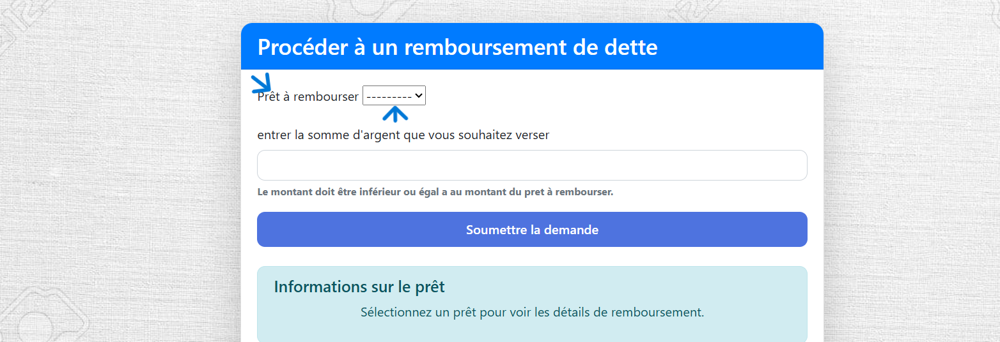 Procéder à un remboursement de dette
Prêt à rembourser ---------
entrer la somme d'argent que vous souhaitez verser
Le montant doit être inférieur ou égal a au montant du pret à rembourser.
Soumettre la demande
Informations sur le prêt
Sélectionnez un prêt pour voir les détails de remboursement.